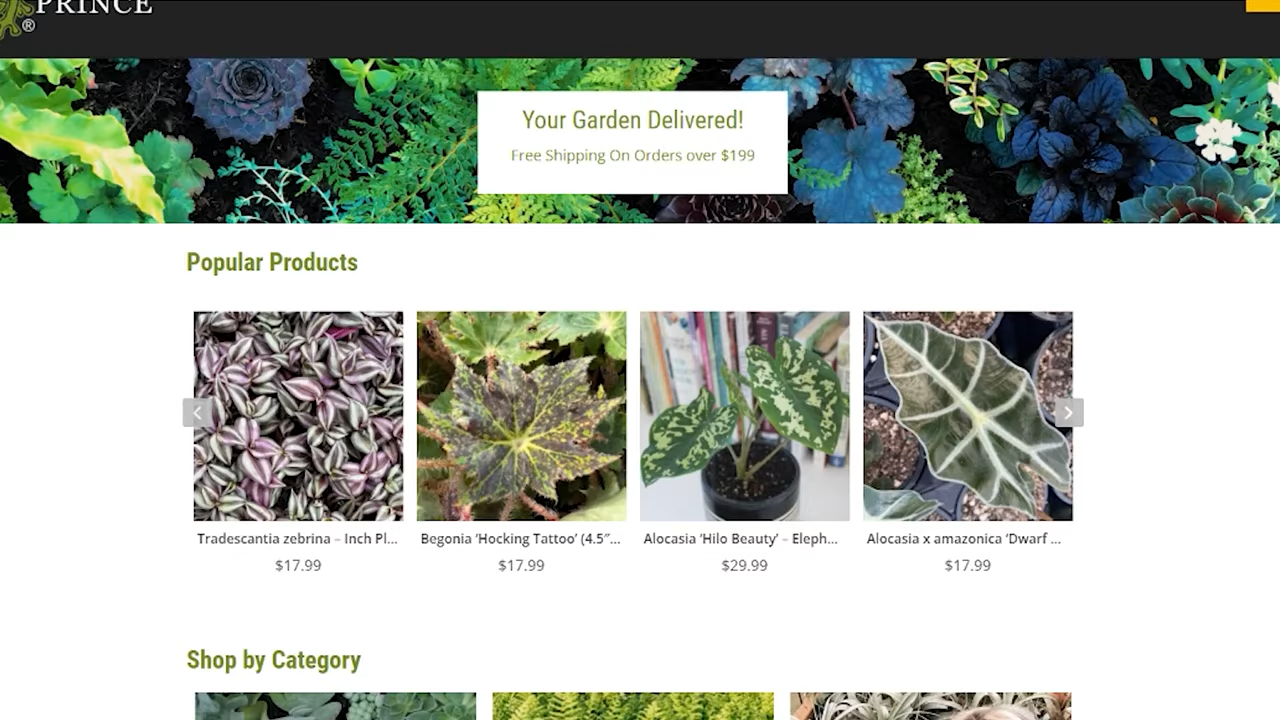 PRINCE
®
Your Garden Delivered!
Free Shipping On Orders over $199
Popular Products
Tradescantia zebrina – Inch Pl...
Begonia ‘Hocking Tattoo’ (4.5″...
Alocasia ‘Hilo Beauty’ – Eleph...
Alocasia x amazonica ‘Dwarf ...
$17.99
$17.99
$29.99
$17.99
Shop by Category